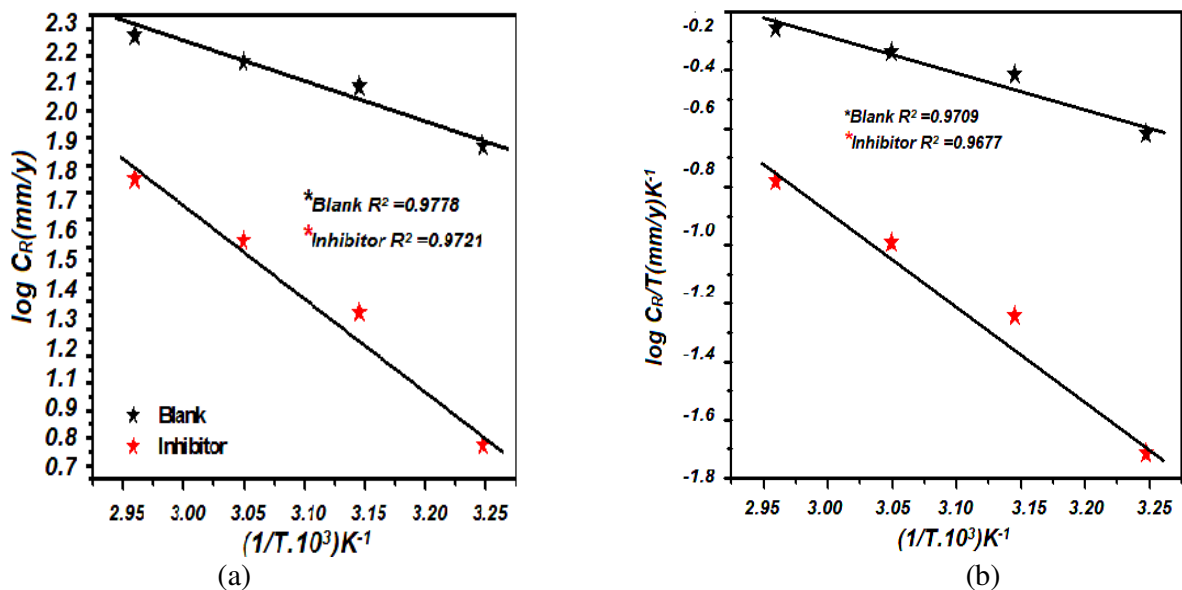 2.3
2.2
2.1
2.0
1.9
1.8
1.7
1.6
1.5
1.4
1.3
1.2
1.1
0.9
0.8
0.7
log C_R(mm/y)
*Blank R² =0.9778
*Inhibitor R² =0.9721
Blank
Inhibitor
2.95 3.00 3.05 3.10 3.15 3.20 3.25
(1/T.10³)K⁻¹
(a)
-0.2
-0.4
-0.6
-0.8
-1.0
-1.2
-1.4
-1.6
-1.8
log C_R/T(mm/y)K⁻¹
*Blank R² =0.9709
*Inhibitor R² =0.9677
2.95 3.00 3.05 3.10 3.15 3.20 3.25
(1/T.10³)K⁻¹
(b)